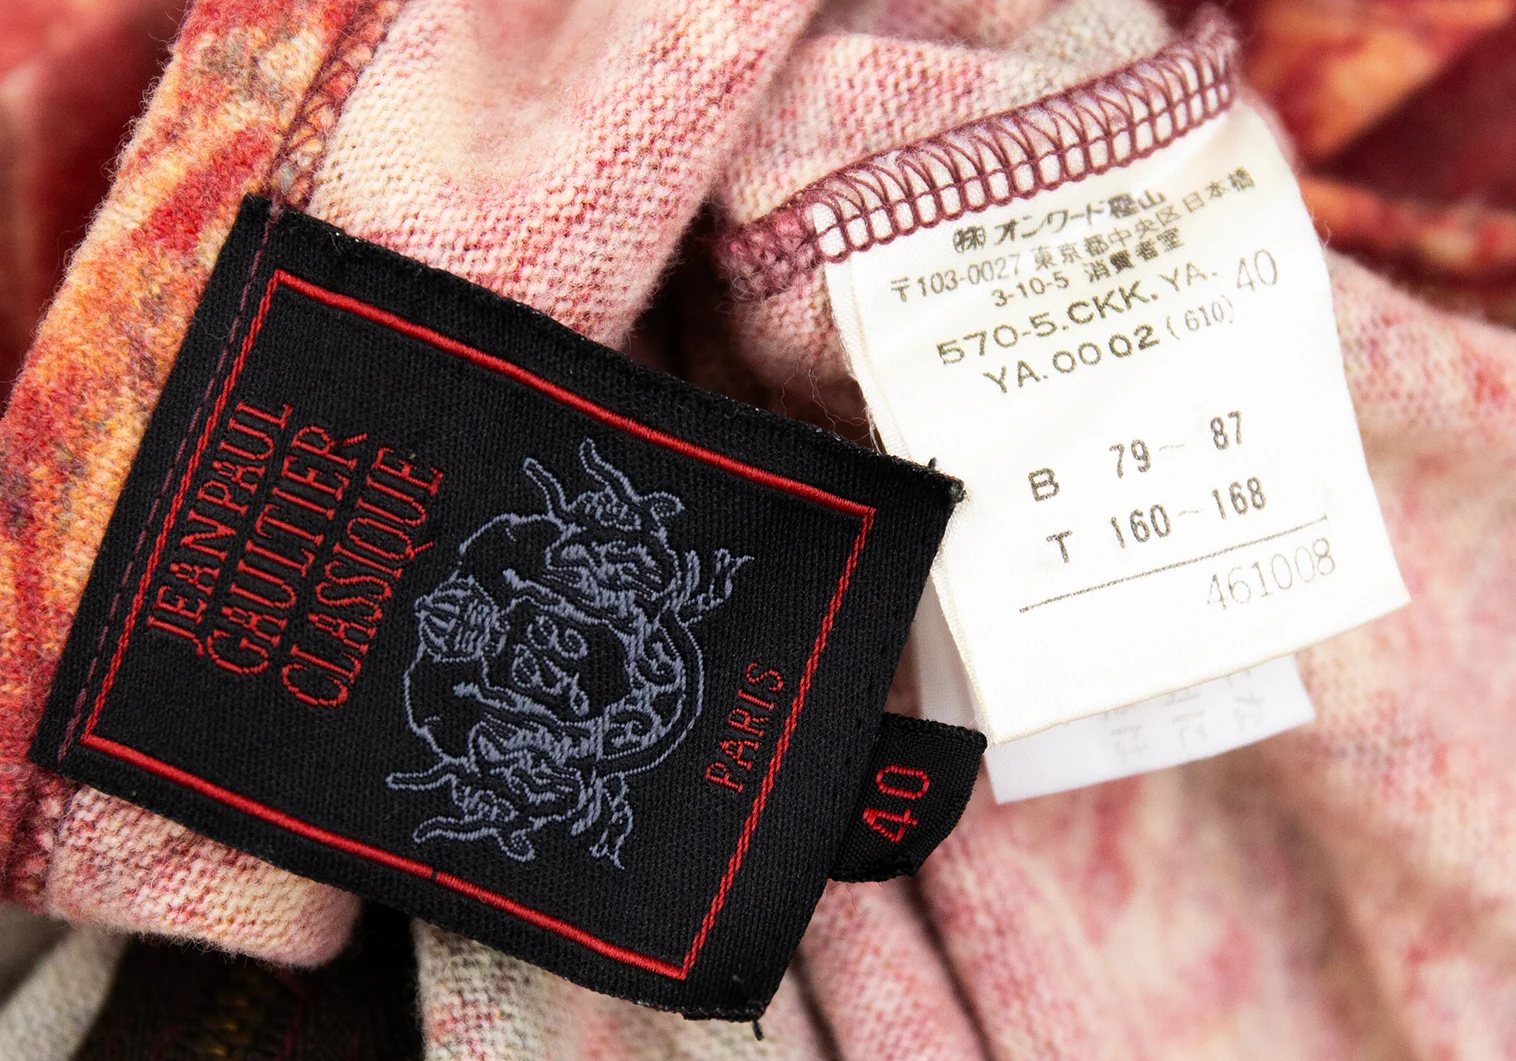 JEAN PAUL
GAULTIER
CLASSIQUE
PARIS
40
㈱オンワード樫山
〒103-0027 東京都中央区日本橋
3-10-5 消費者室
570-5.CKK.YA. 40
YA.0002(610)
B 79～87
T 160～168
461008